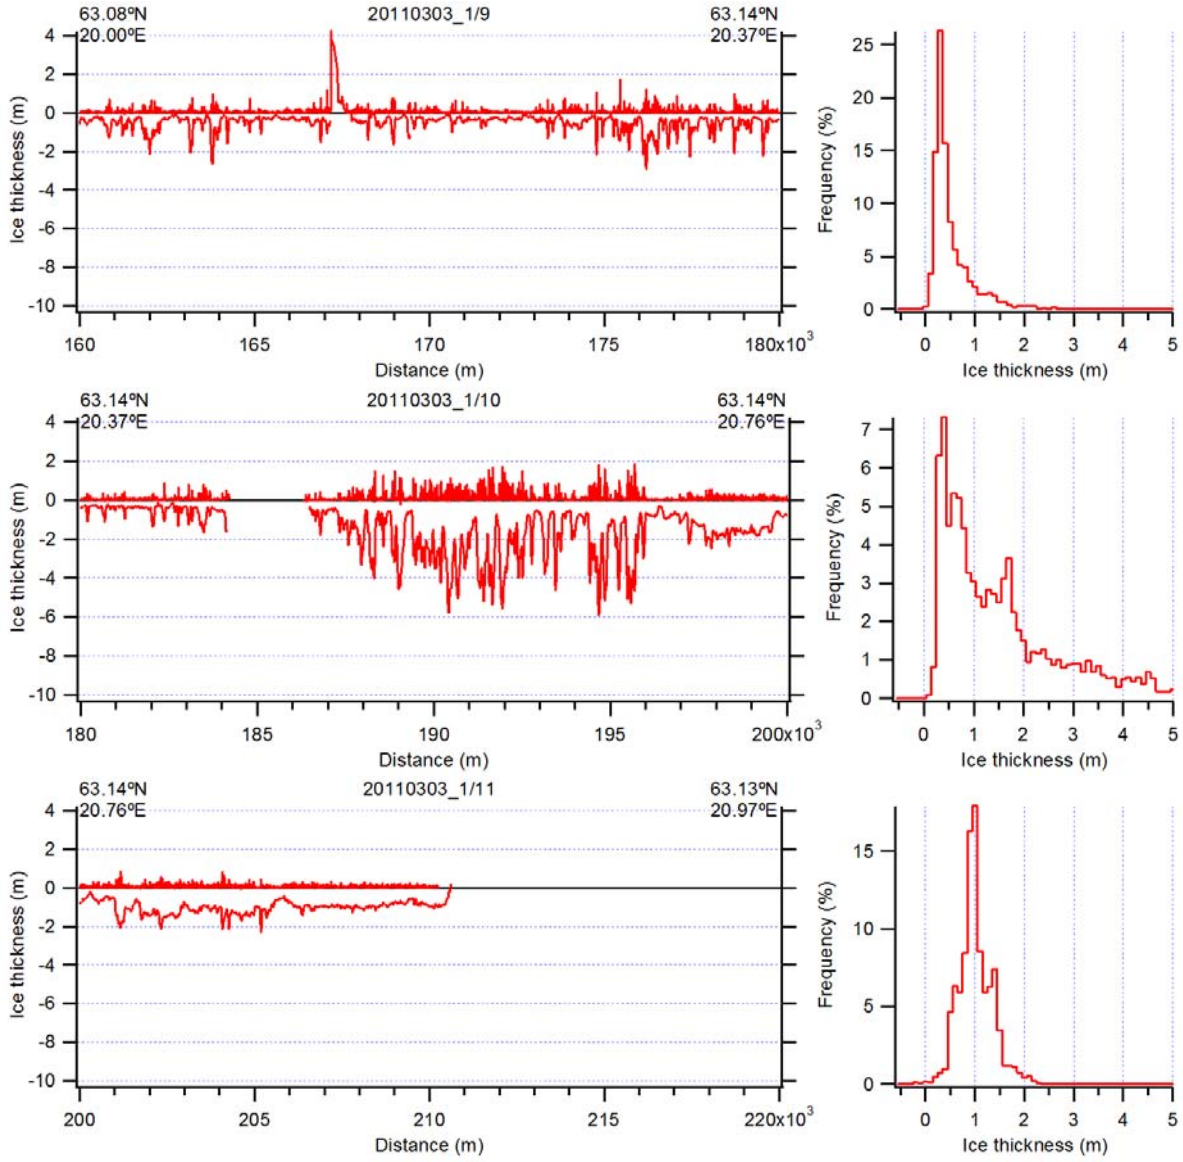 63.08ºN 20110303_1/9 63.14ºN
20.00ºE 20.37ºE
4
2
0
-2
-4
-6
-8
-10
Ice thickness (m)
160 165 170 175 180x10³
Distance (m)
25
20
15
10
5
0
Frequency (%)
0 1 2 3 4 5
Ice thickness (m)
63.14ºN 20110303_1/10 63.14ºN
20.37ºE 20.76ºE
4
2
0
-2
-4
-6
-8
-10
Ice thickness (m)
180 185 190 195 200x10³
Distance (m)
7
6
5
4
3
2
1
0
Frequency (%)
0 1 2 3 4 5
Ice thickness (m)
63.14ºN 20110303_1/11 63.13ºN
20.76ºE 20.97ºE
4
2
0
-2
-4
-6
-8
-10
Ice thickness (m)
200 205 210 215 220x10³
Distance (m)
15
10
5
0
Frequency (%)
0 1 2 3 4 5
Ice thickness (m)